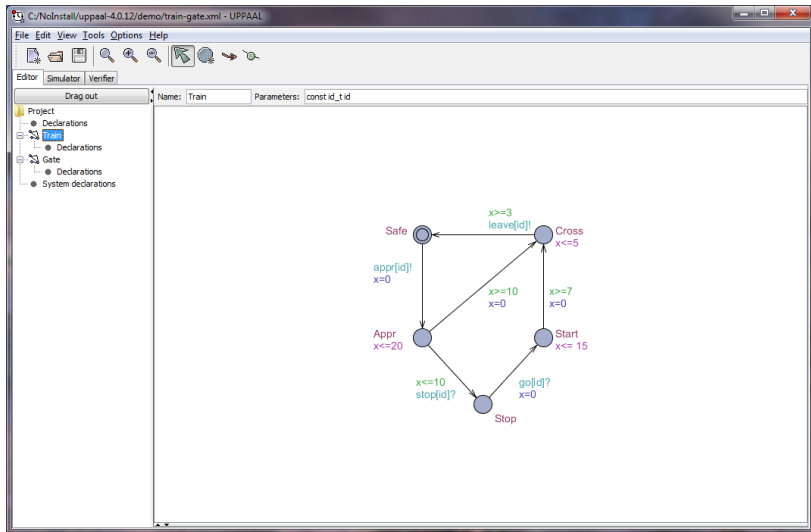 C:/NoInstall/uppaal-4.0.12/demo/train-gate.xml - UPPAAL
File Edit View Tools Options Help
Editor Simulator Verifier
Drag out
Name: Train Parameters: const id_t id
Project
Declarations
Train
Declarations
Gate
Declarations
System declarations
x>=3
Safe leave[id]! Cross
x<=5
appr[id]!
x=0
x>=10 x>=7
x=0 x=0
Appr Start
x<=20 x<= 15
x<=10 go[id]?
stop[id]? x=0
Stop